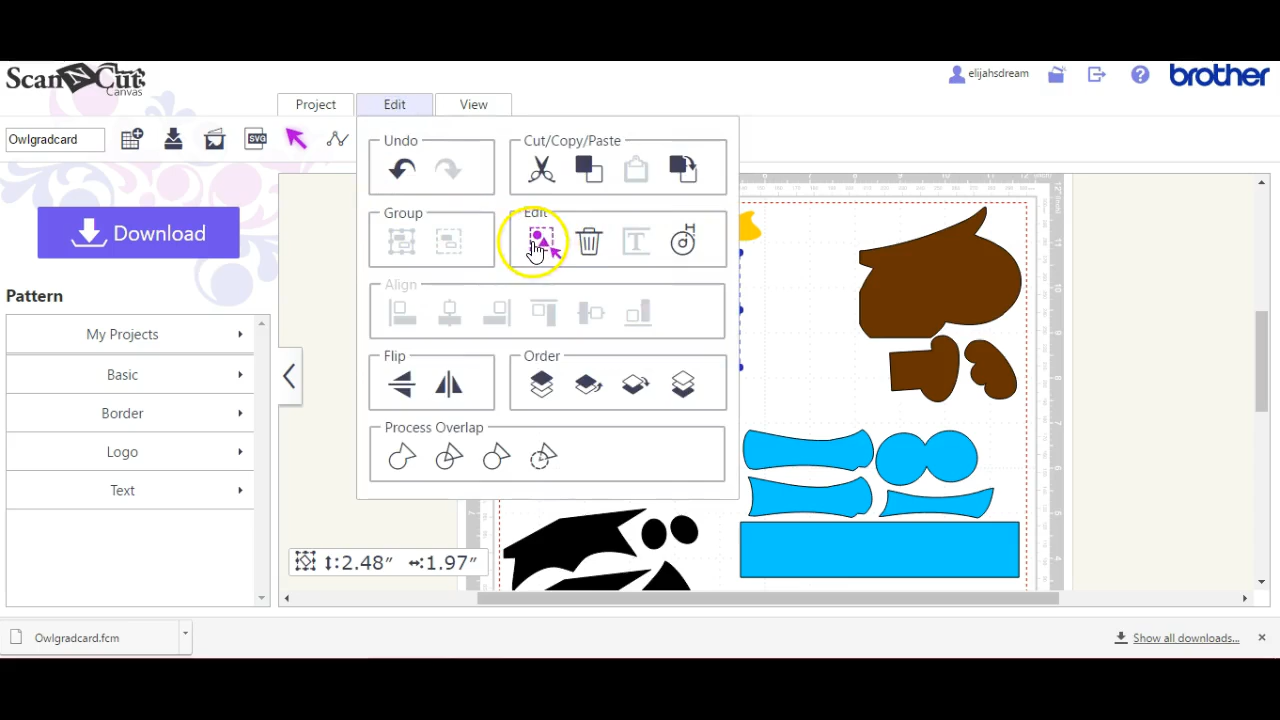 ScanNCut
Canvas
elijahsdream
brother
Project
Edit
View
Owlgradcard
SVG
Undo
Cut/Copy/Paste
Download
Group
Edit
T
Pattern
Align
My Projects
Flip
Order
Basic
Border
Process Overlap
Logo
Text
2.48"
1.97"
Owlgradcard.fcm
Show all downloads...